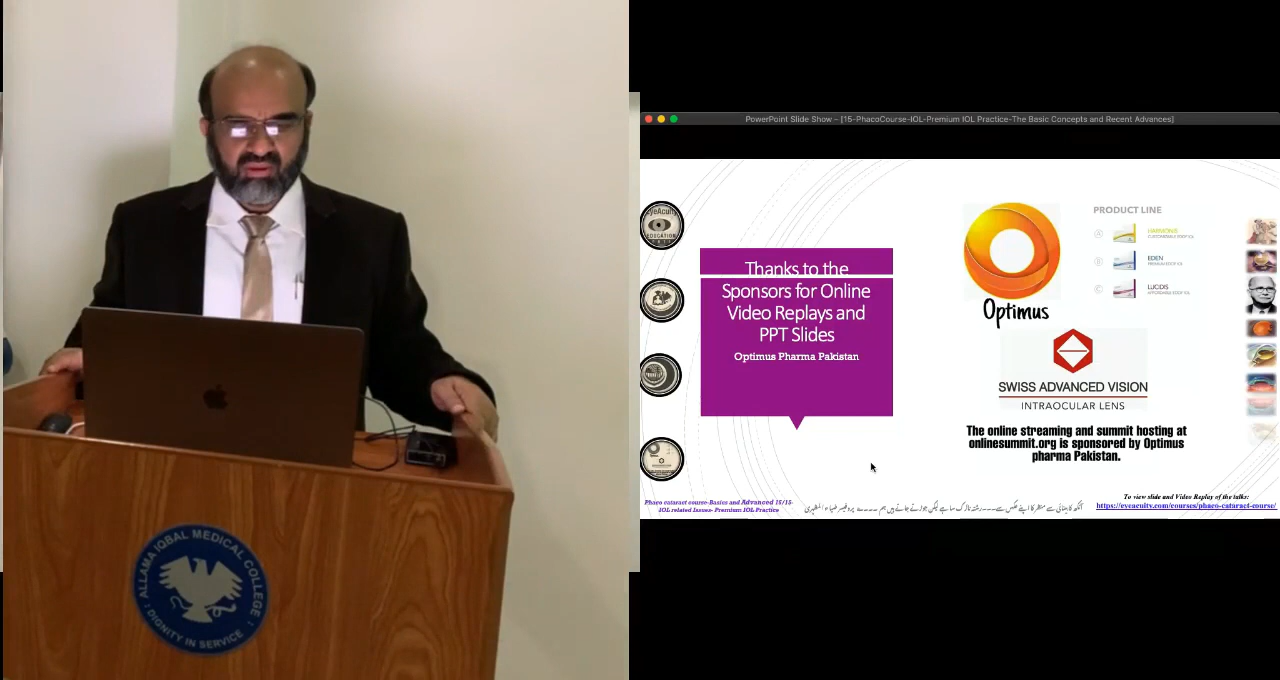 PowerPoint Slide Show – [15-PhacoCourse-IOL-Premium IOL Practice-The Basic Concepts and Recent Advances]
EyeAcuity
EDUCATION
Thanks to the
Sponsors for Online
Video Replays and
PPT Slides
Optimus Pharma Pakistan
Optimus
PRODUCT LINE
A
HARMONIS
B
EDEN
C
LUCIDIS
SWISS ADVANCED VISION
INTRAOCULAR LENS
The online streaming and summit hosting at
onlinesummit.org is sponsored by Optimus
pharma Pakistan.
Phaco cataract course-Basics and Advanced 15/15-
IOL related Issues- Premium IOL Practice
To view slide and Video Replay of the talks:
https://eyeacuity.com/courses/phaco-cataract-course/
ALLAMA IQBAL MEDICAL COLLEGE
DIGNITY IN SERVICE